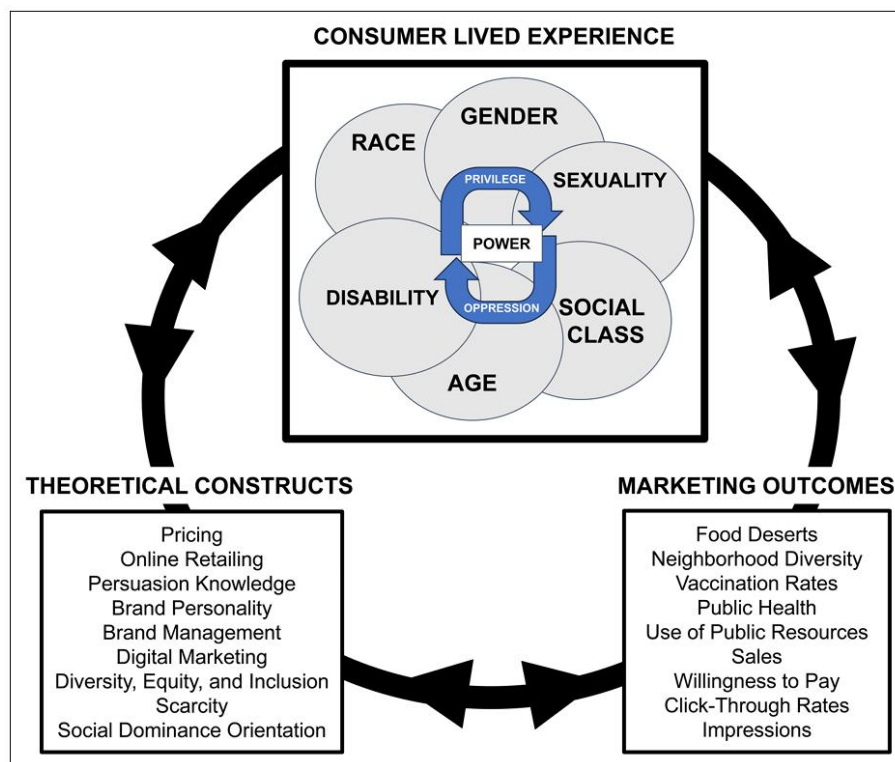 CONSUMER LIVED EXPERIENCE
GENDER
RACE
PRIVILEGE
SEXUALITY
POWER
DISABILITY
OPPRESSION
SOCIAL
CLASS
AGE
THEORETICAL CONSTRUCTS
Pricing
Online Retailing
Persuasion Knowledge
Brand Personality
Brand Management
Digital Marketing
Diversity, Equity, and Inclusion
Scarcity
Social Dominance Orientation
MARKETING OUTCOMES
Food Deserts
Neighborhood Diversity
Vaccination Rates
Public Health
Use of Public Resources
Sales
Willingness to Pay
Click-Through Rates
Impressions